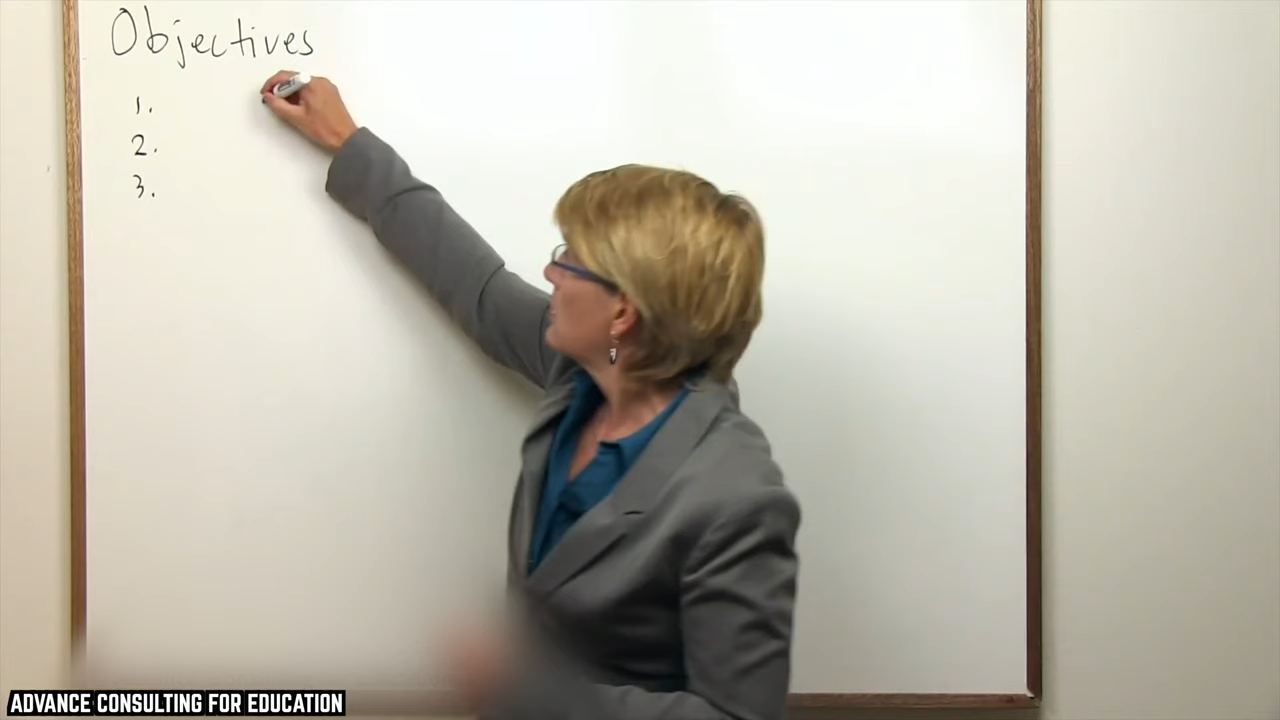 Objectives
1.
2.
3.
ADVANCE CONSULTING FOR EDUCATION